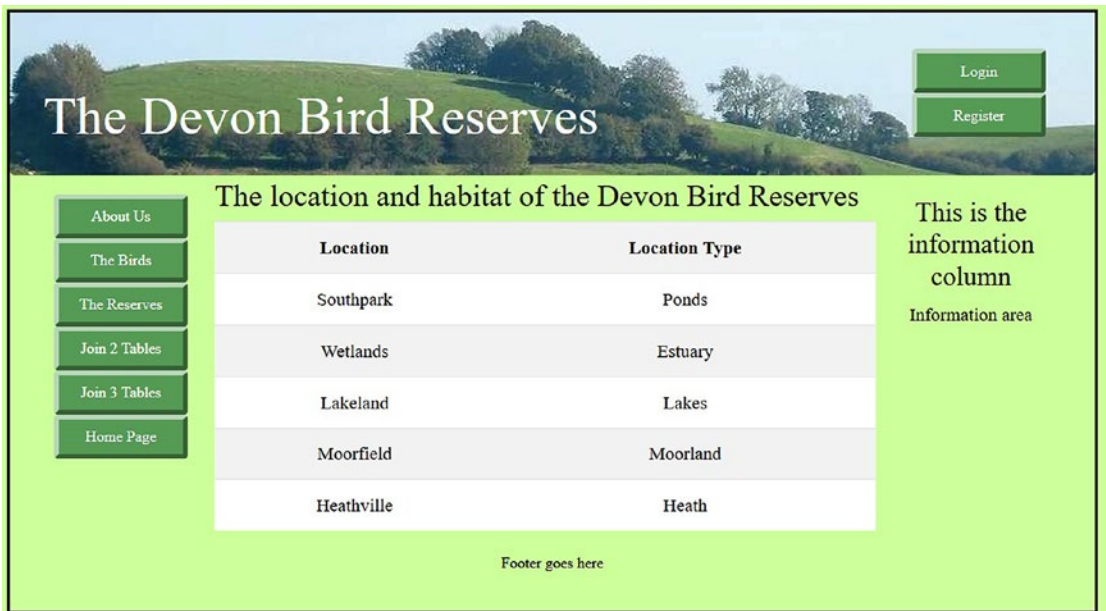 The Devon Bird Reserves
Login
Register
About Us
The Birds
The Reserves
Join 2 Tables
Join 3 Tables
Home Page
The location and habitat of the Devon Bird Reserves
Location Location Type
Southpark Ponds
Wetlands Estuary
Lakeland Lakes
Moorfield Moorland
Heathville Heath
This is the
information
column
Information area
Footer goes here